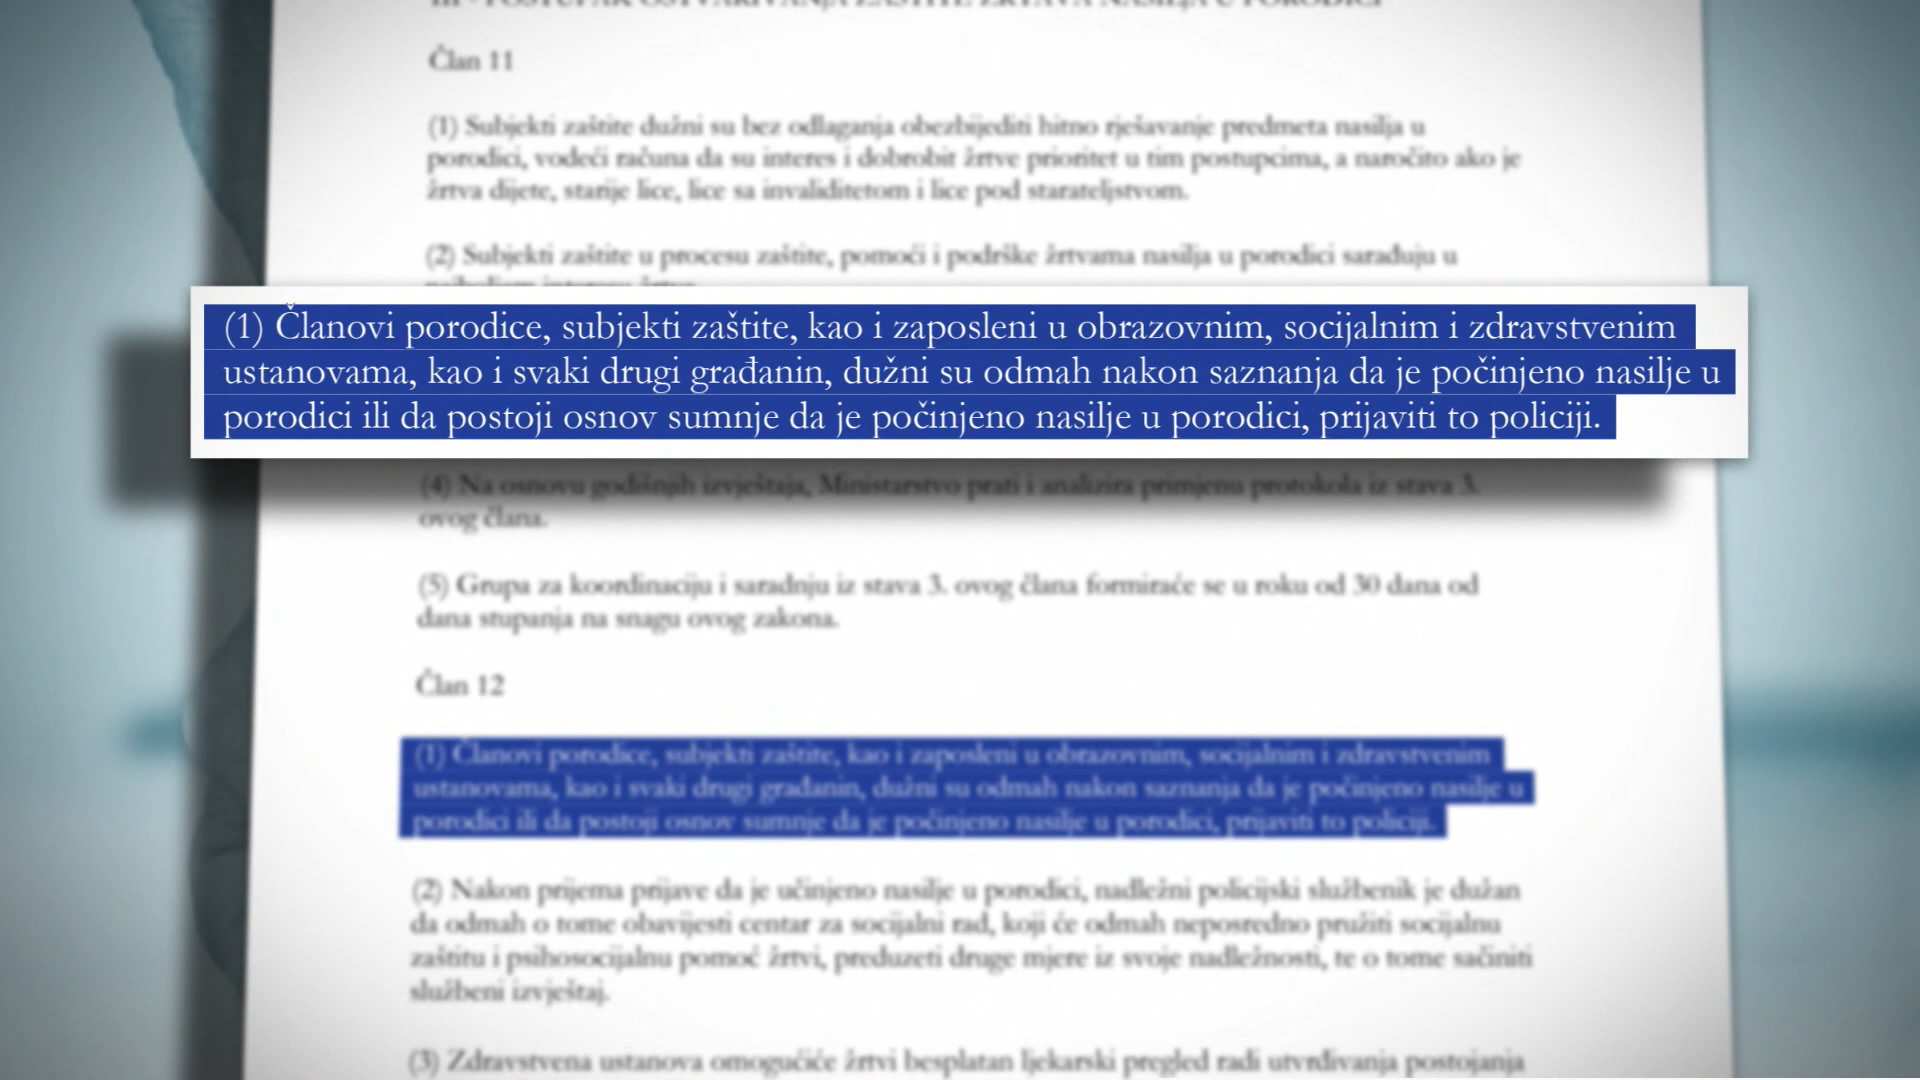 III - POSTUPAK OSTVARIVANJA ZAŠTITE ŽRTAVA NASILJA U PORODICI
Član 11
(1) Subjekti zaštite dužni su bez odlaganja obezbijediti hitno rješavanje predmeta nasilja u
porodici, vodeći računa da su interes i dobrobit žrtve prioritet u tim postupcima, a naročito ako je
žrtva dijete, starije lice, lice sa invaliditetom i lice pod starateljstvom.
(2) Subjekti zaštite u procesu zaštite, pomoći i podrške žrtvama nasilja u porodici sarađuju u
(1) Članovi porodice, subjekti zaštite, kao i zaposleni u obrazovnim, socijalnim i zdravstvenim
ustanovama, kao i svaki drugi građanin, dužni su odmah nakon saznanja da je počinjeno nasilje u
porodici ili da postoji osnov sumnje da je počinjeno nasilje u porodici, prijaviti to policiji.
(4) Na osnovu godišnjih izvještaja, Ministarstvo prati i analizira primjenu protokola iz stava 3.
ovog člana.
(5) Grupa za koordinaciju i saradnju iz stava 3. ovog člana formiraće se u roku od 30 dana od
dana stupanja na snagu ovog zakona.
Član 12
(1) Članovi porodice, subjekti zaštite, kao i zaposleni u obrazovnim, socijalnim i zdravstvenim
ustanovama, kao i svaki drugi građanin, dužni su odmah nakon saznanja da je počinjeno nasilje u
porodici ili da postoji osnov sumnje da je počinjeno nasilje u porodici, prijaviti to policiji.
(2) Nakon prijema prijave da je učinjeno nasilje u porodici, nadležni policijski službenik je dužan
da odmah o tome obavijesti centar za socijalni rad, koji će odmah neposredno pružiti socijalnu
zaštitu i psihosocijalnu pomoć žrtvi, preduzeti druge mjere iz svoje nadležnosti, te o tome sačiniti
službeni izvještaj.
(3) Zdravstvena ustanova omogućiće žrtvi besplatan ljekarski pregled radi utvrđivanja postojanja